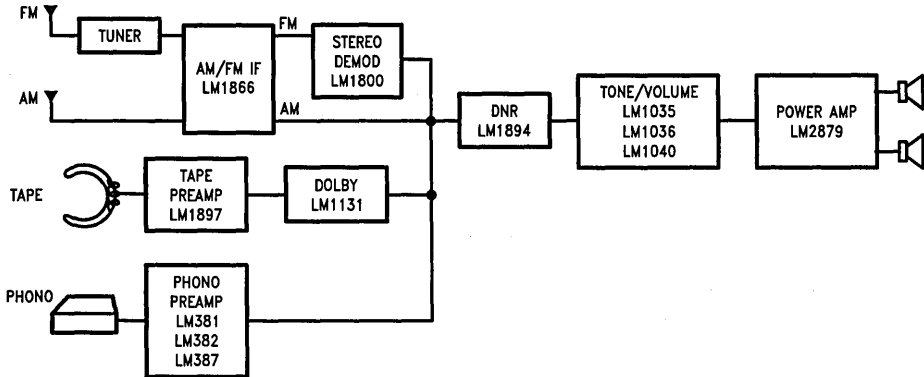 FM
TUNER
AM/FM IF
LM1866
FM
AM
STEREO
DEMOD
LM1800
AM
DNR
LM1894
TONE/VOLUME
LM1035
LM1036
LM1040
POWER AMP
LM2879
TAPE
TAPE
PREAMP
LM1897
DOLBY
LM1131
PHONO
PHONO
PREAMP
LM381
LM382
LM387